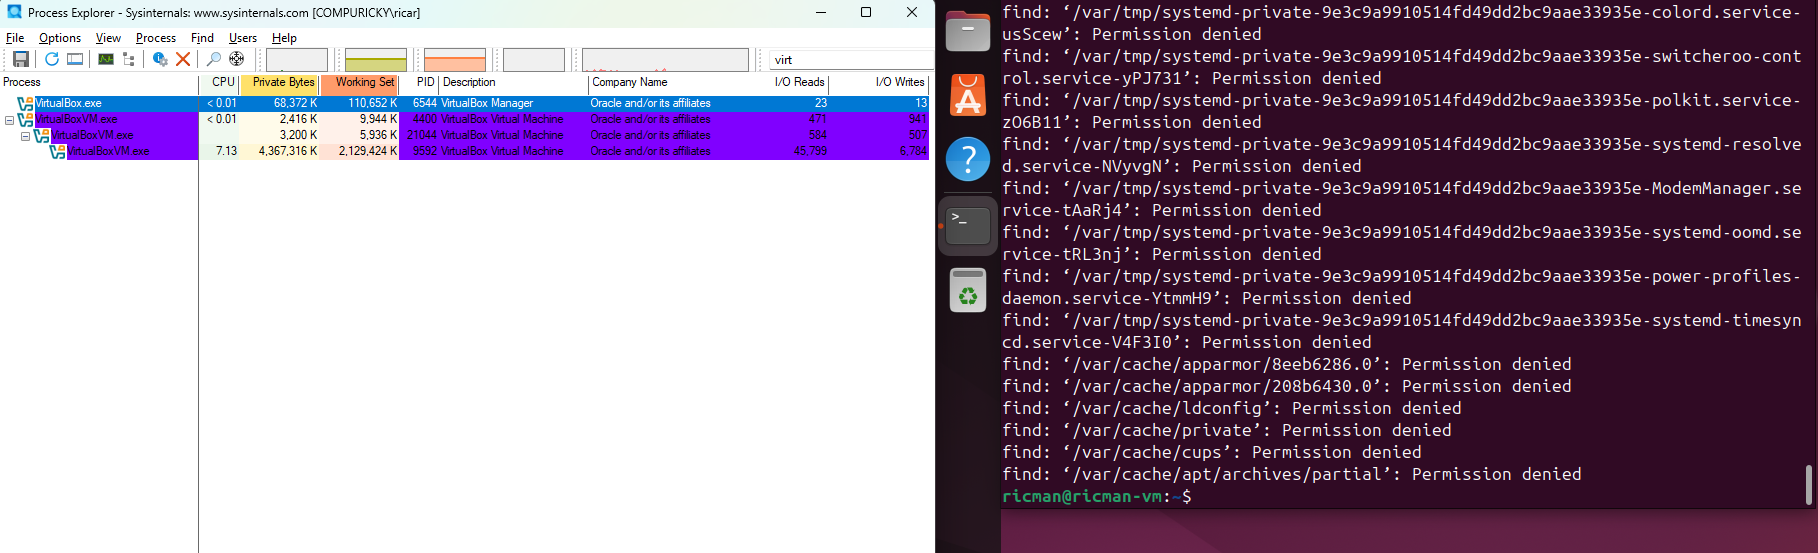 Process Explorer - Sysinternals: www.sysinternals.com [COMPURICKY\ricar]
File Options View Process Find Users Help
virt
Process CPU Private Bytes Working Set PID Description Company Name I/O Reads I/O Writes
VirtualBox.exe < 0.01 68,372 K 110,652 K 6544 VirtualBox Manager Oracle and/or its affiliates 23 13
VirtualBoxVM.exe < 0.01 2,416 K 9,944 K 4400 VirtualBox Virtual Machine Oracle and/or its affiliates 471 941
VirtualBoxVM.exe 3,200 K 5,936 K 21044 VirtualBox Virtual Machine Oracle and/or its affiliates 584 507
VirtualBoxVM.exe 7.13 4,367,316 K 2,129,424 K 9592 VirtualBox Virtual Machine Oracle and/or its affiliates 45,799 6,784
find: ‘/var/tmp/systemd-private-9e3c9a9910514fd49dd2bc9aae33935e-colord.service-
usScew’: Permission denied
find: ‘/var/tmp/systemd-private-9e3c9a9910514fd49dd2bc9aae33935e-switcheroo-cont
rol.service-yPJ731’: Permission denied
find: ‘/var/tmp/systemd-private-9e3c9a9910514fd49dd2bc9aae33935e-polkit.service-
zO6B11’: Permission denied
find: ‘/var/tmp/systemd-private-9e3c9a9910514fd49dd2bc9aae33935e-systemd-resolve
d.service-NVyvgN’: Permission denied
find: ‘/var/tmp/systemd-private-9e3c9a9910514fd49dd2bc9aae33935e-ModemManager.se
rvice-tAaRj4’: Permission denied
find: ‘/var/tmp/systemd-private-9e3c9a9910514fd49dd2bc9aae33935e-systemd-oomd.se
rvice-tRL3nj’: Permission denied
find: ‘/var/tmp/systemd-private-9e3c9a9910514fd49dd2bc9aae33935e-power-profiles-
daemon.service-YtmmH9’: Permission denied
find: ‘/var/tmp/systemd-private-9e3c9a9910514fd49dd2bc9aae33935e-systemd-timesyn
cd.service-V4F3I0’: Permission denied
find: ‘/var/cache/apparmor/8eeb6286.0’: Permission denied
find: ‘/var/cache/apparmor/208b6430.0’: Permission denied
find: ‘/var/cache/ldconfig’: Permission denied
find: ‘/var/cache/private’: Permission denied
find: ‘/var/cache/cups’: Permission denied
find: ‘/var/cache/apt/archives/partial’: Permission denied
ricman@ricman-vm:~$